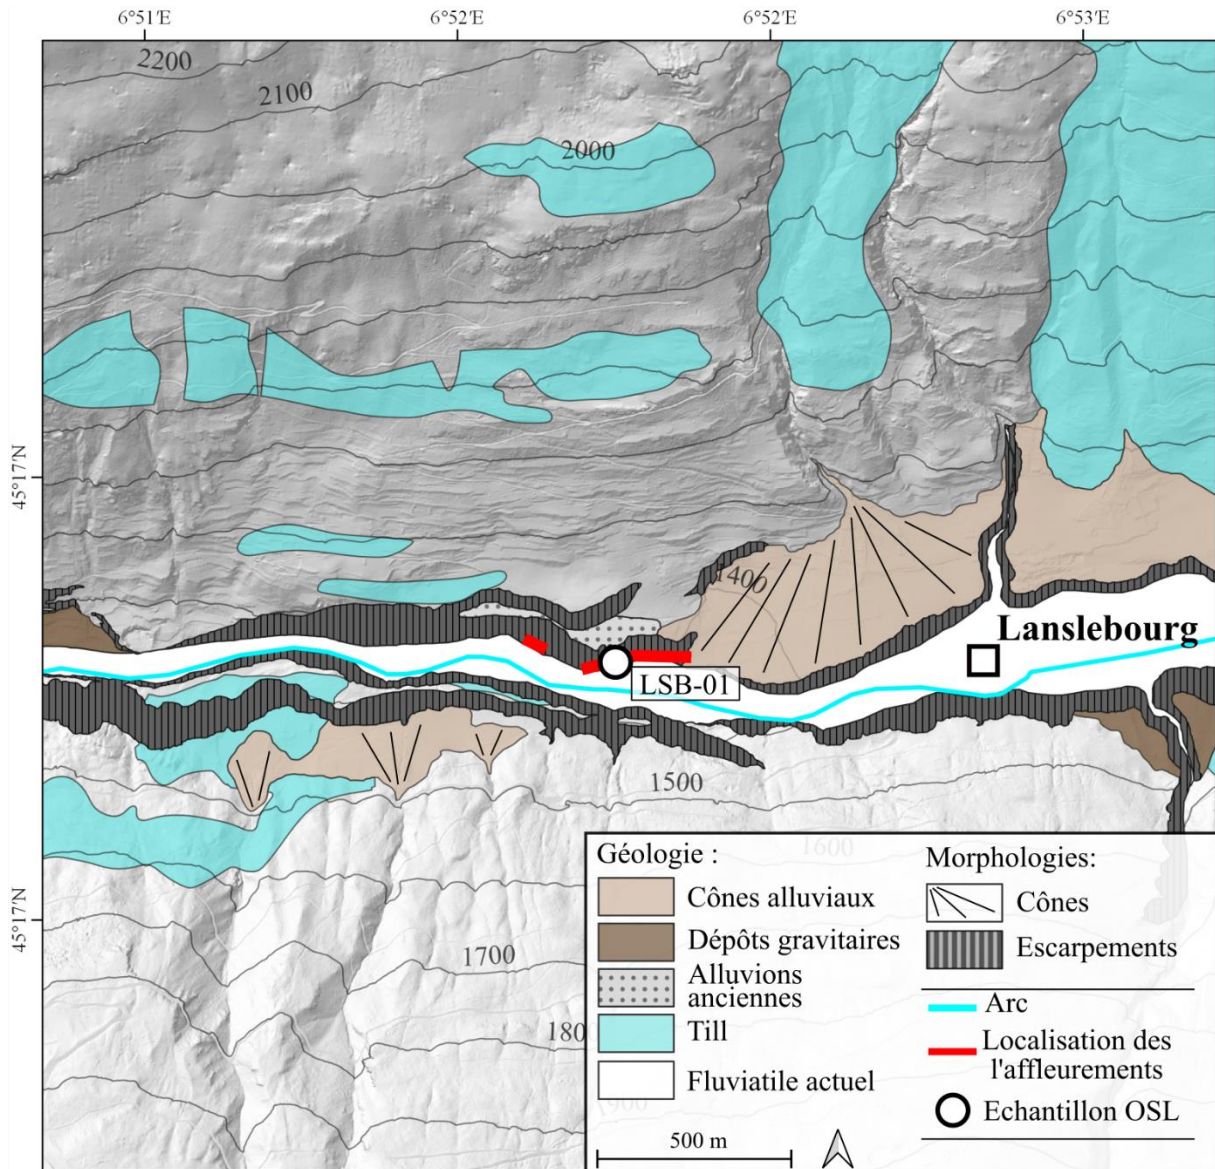 6°51'E 6°52'E 6°52'E 6°53'E
2200
2100
2000
45°17'N
1400
Lanslebourg
LSB-01
1500
1600
Géologie :
Cônes alluviaux
Dépôts gravitaires
Alluvions
anciennes
Till
Fluviatile actuel
500 m
Morphologies:
Cônes
Escarpements
Arc
Localisation des
l'affleurements
Echantillon OSL
45°17'N
1700